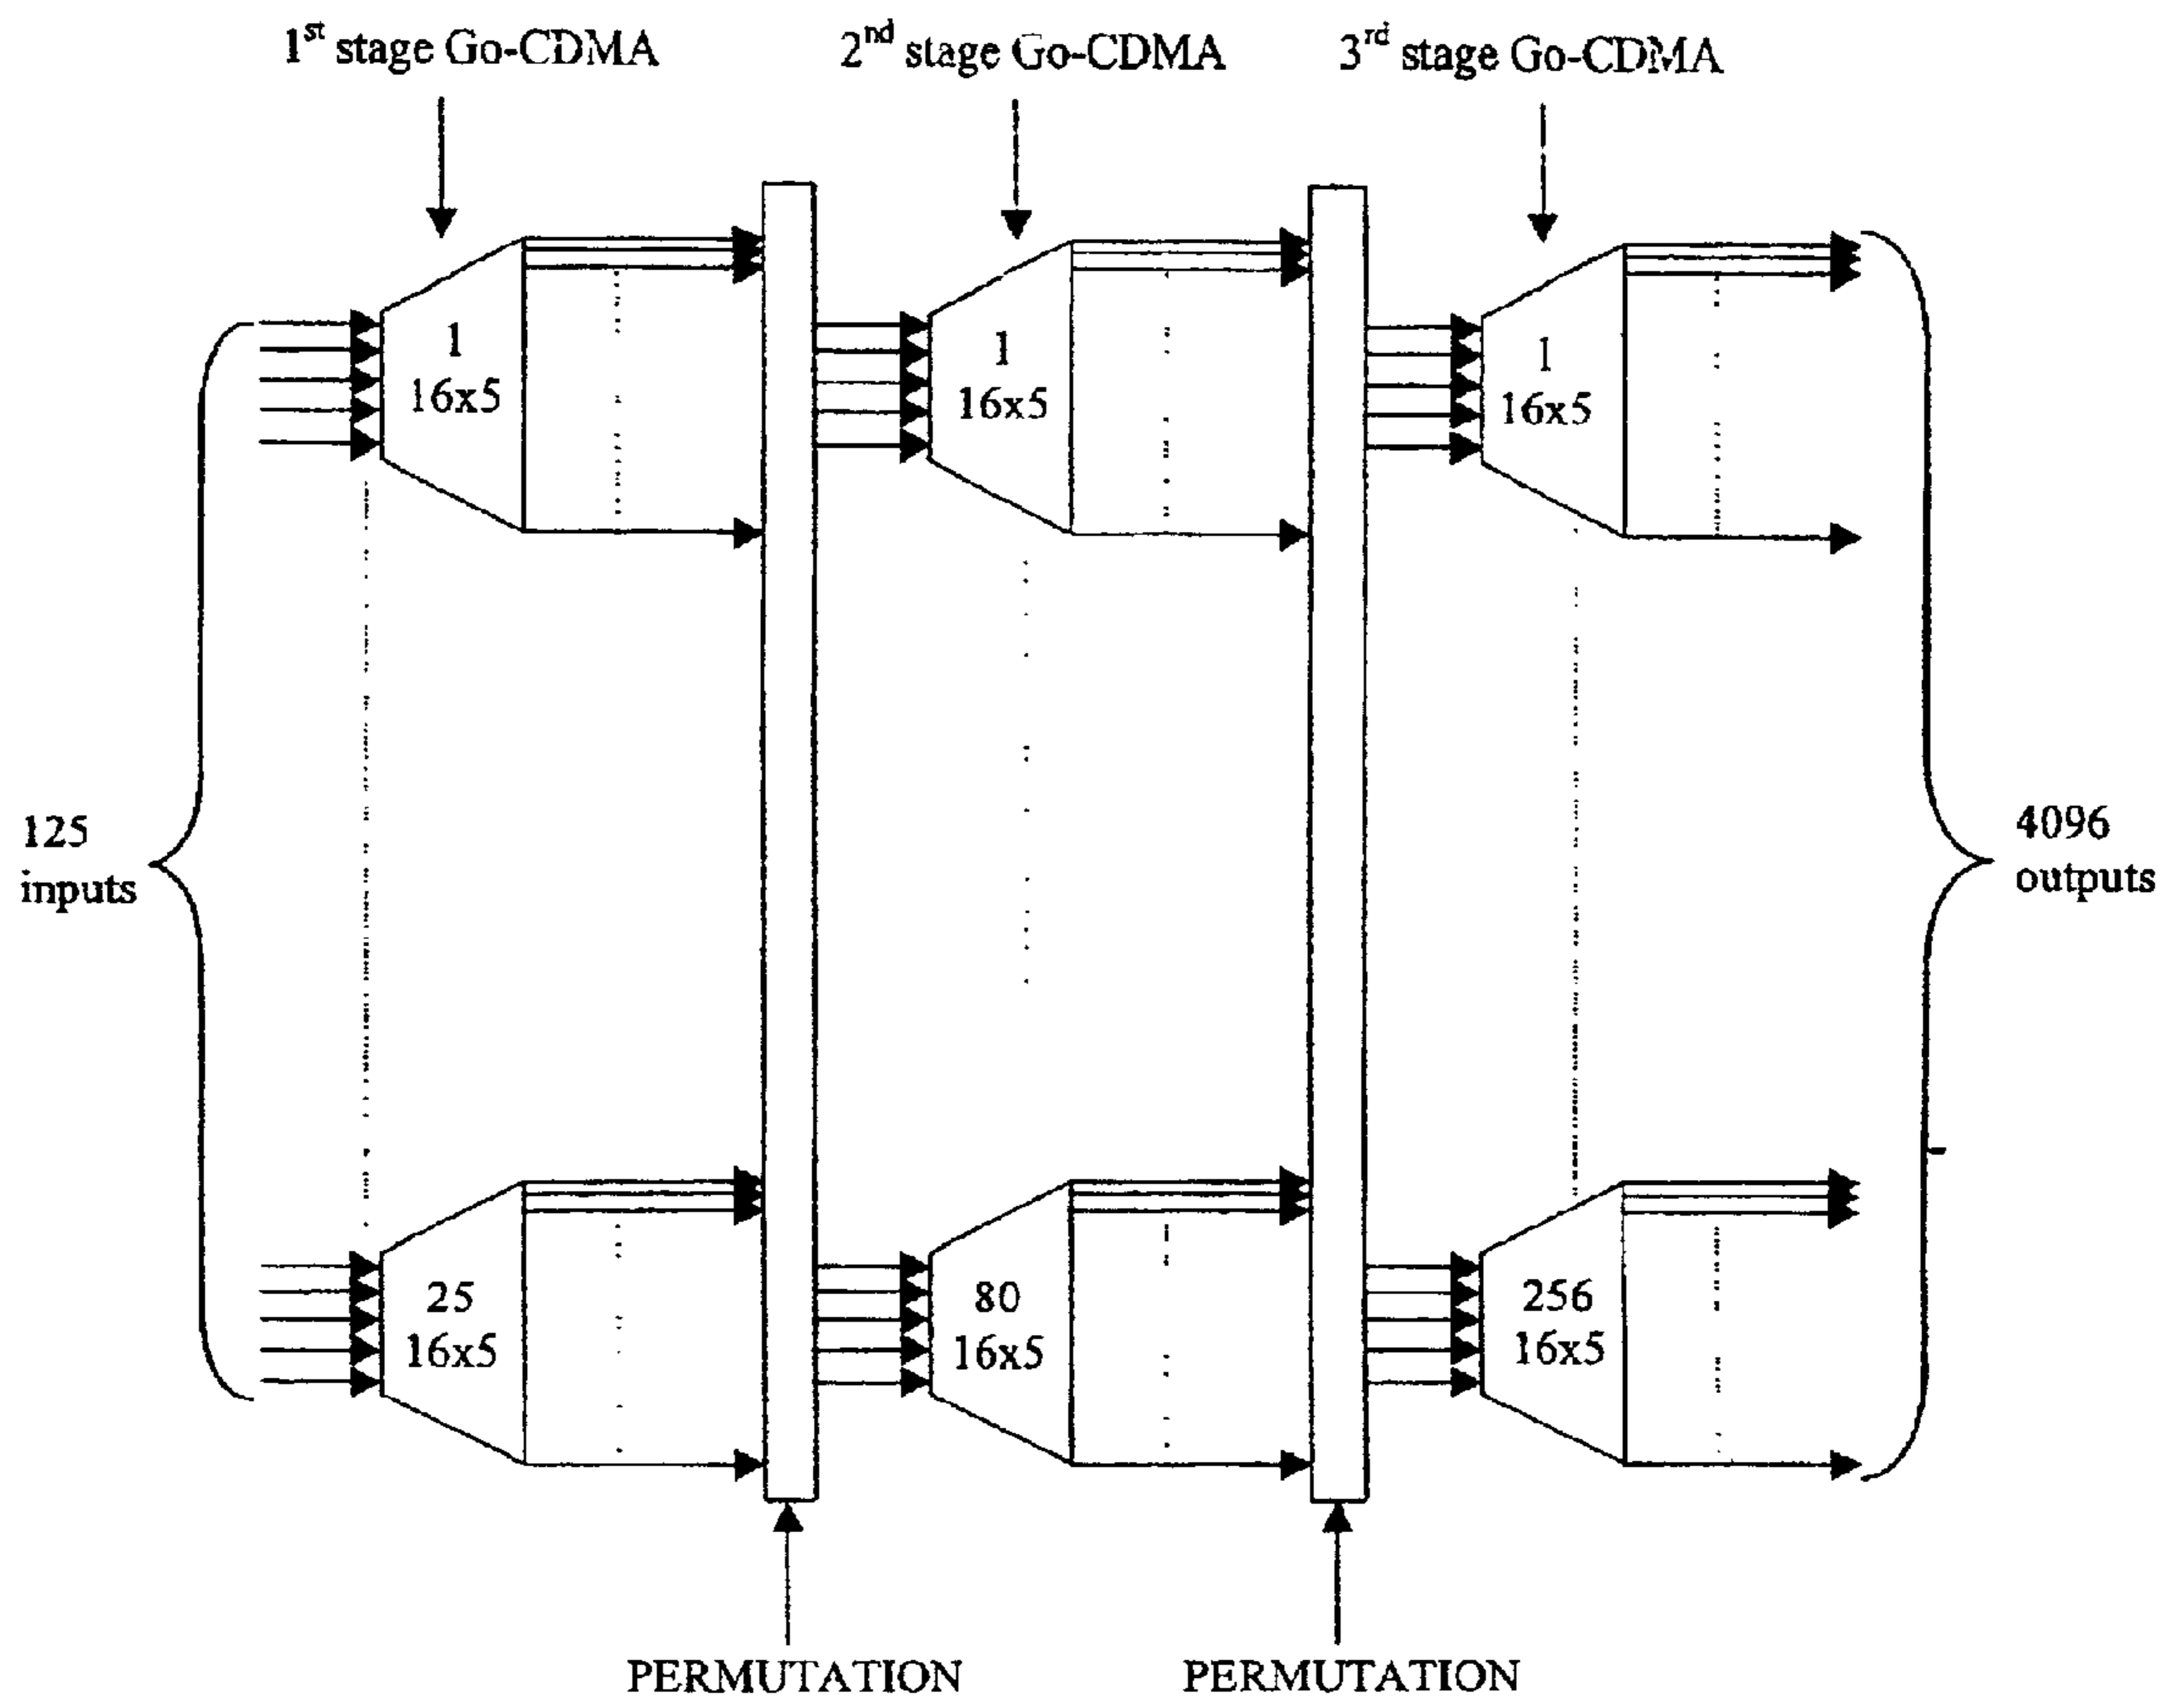 1st stage Go-CDMA
2nd stage Go-CDMA
3rd stage Go-CDMA
1
16x5
1
16x5
1
16x5
125
inputs
4096
outputs
25
16x5
80
16x5
256
16x5
PERMUTATION
PERMUTATION